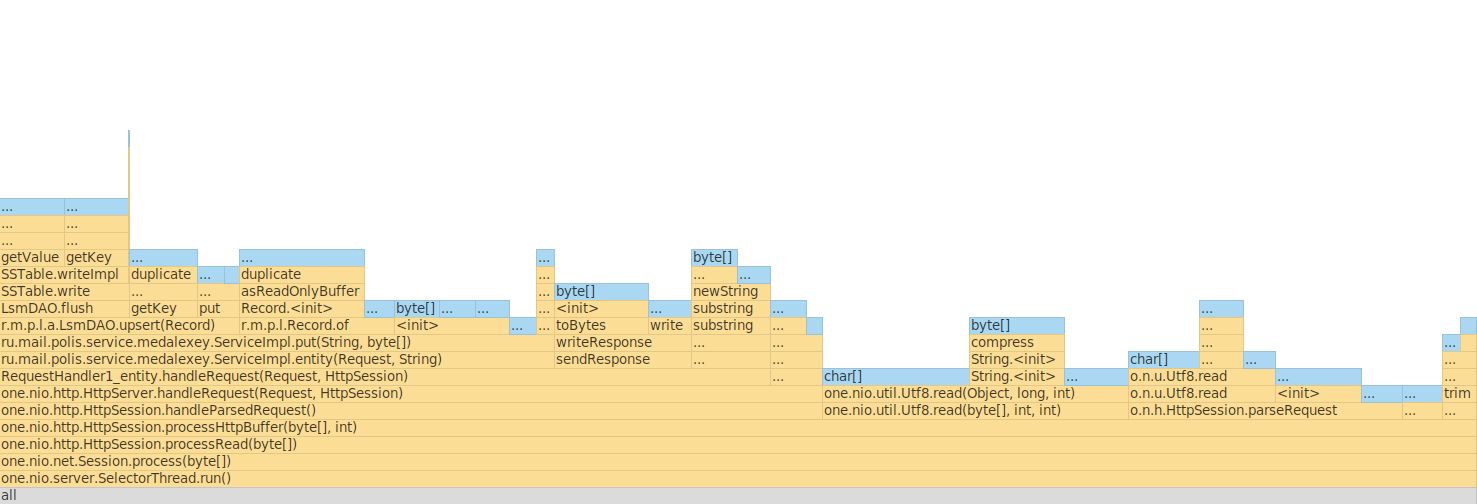 ... ...
... ...
... ...
getValue getKey ... ... ... byte[]
SSTable.writeImpl duplicate ... duplicate ... ... ...
SSTable.write ... ... asReadOnlyBuffer ... byte[] newString
LsmDAO.flush getKey put Record.<init> ... byte[] ... ... ... <init> ... substring ... ...
r.m.p.l.a.LsmDAO.upsert(Record) r.m.p.l.Record.of <init> ... ... toBytes write substring ... byte[] ...
ru.mail.polis.service.medalexey.ServiceImpl.put(String, byte[]) writeResponse ... ... compress ... ...
ru.mail.polis.service.medalexey.ServiceImpl.entity(Request, String) sendResponse ... ... String.<init> char[] ... ... ...
RequestHandler1_entity.handleRequest(Request, HttpSession) ... char[] String.<init> ... o.n.u.Utf8.read ... ...
one.nio.http.HttpServer.handleRequest(Request, HttpSession) one.nio.util.Utf8.read(Object, long, int) o.n.u.Utf8.read <init> ... ... trim
one.nio.http.HttpSession.handleParsedRequest() one.nio.util.Utf8.read(byte[], int, int) o.n.h.HttpSession.parseRequest ... ...
one.nio.http.HttpSession.processHttpBuffer(byte[], int)
one.nio.http.HttpSession.processRead(byte[])
one.nio.net.Session.process(byte[])
one.nio.server.SelectorThread.run()
all